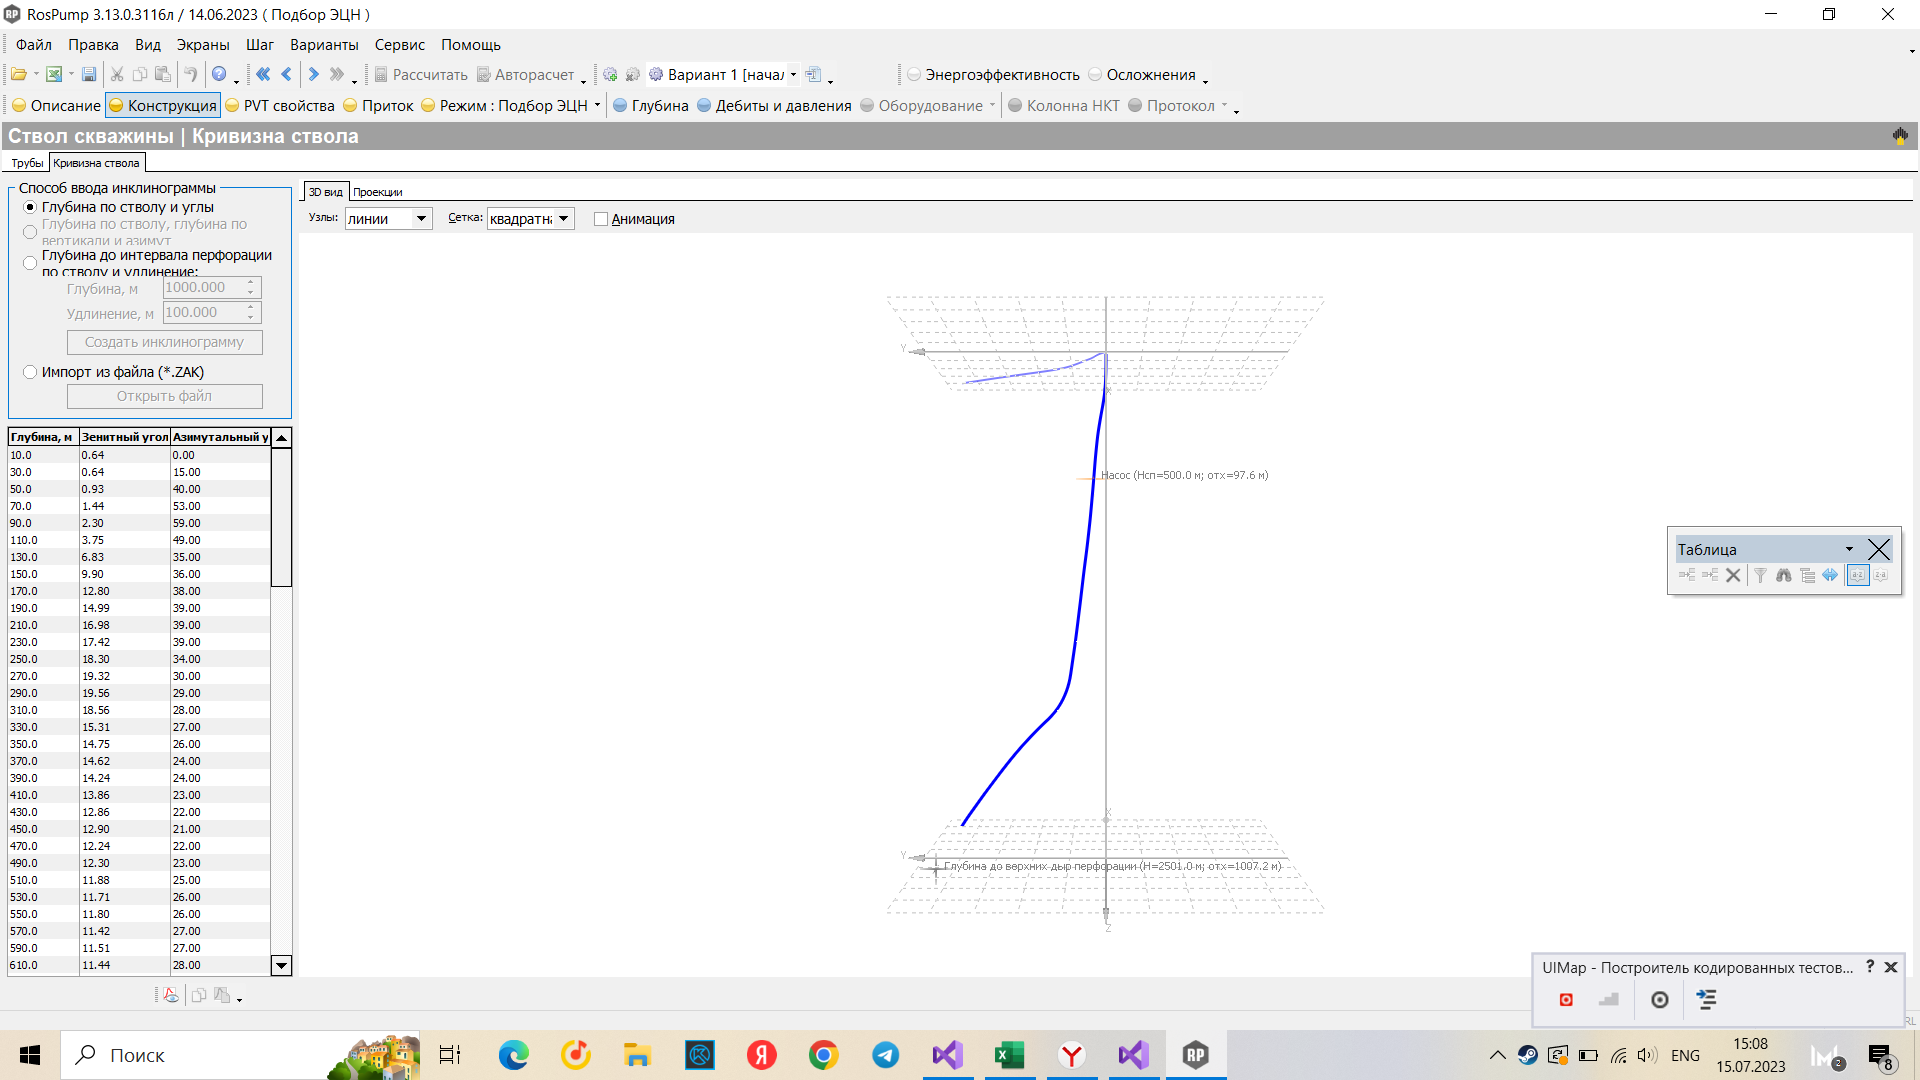 RosPump 3.13.0.3116л / 14.06.2023 ( Подбор ЭЦН )
Файл Правка Вид Экраны Шаг Варианты Сервис Помощь
Рассчитать Авторасчет Вариант 1 [начал Энергоэффективность Осложнения
Описание Конструкция PVT свойства Приток Режим : Подбор ЭЦН Глубина Дебиты и давления Оборудование Колонна НКТ Протокол
Ствол скважины | Кривизна ствола
Трубы Кривизна ствола
Способ ввода инклинограммы
Глубина по стволу и углы
Глубина по стволу, глубина по
вертикали и азимут
Глубина до интервала перфорации
по стволу и удлинение:
Глубина, м 1000.000
Удлинение, м 100.000
Создать инклинограмму
Импорт из файла (*.ZAK)
Открыть файл
Глубина, м Зенитный угол Азимутальный у
10.0 0.64 0.00
30.0 0.64 15.00
50.0 0.93 40.00
70.0 1.44 53.00
90.0 2.30 59.00
110.0 3.75 49.00
130.0 6.83 35.00
150.0 9.90 36.00
170.0 12.80 38.00
190.0 14.99 39.00
210.0 16.98 39.00
230.0 17.42 39.00
250.0 18.30 34.00
270.0 19.32 30.00
290.0 19.56 29.00
310.0 18.56 28.00
330.0 15.31 27.00
350.0 14.75 26.00
370.0 14.62 24.00
390.0 14.24 24.00
410.0 13.86 23.00
430.0 12.86 22.00
450.0 12.90 21.00
470.0 12.24 22.00
490.0 12.30 23.00
510.0 11.88 25.00
530.0 11.71 26.00
550.0 11.80 26.00
570.0 11.42 27.00
590.0 11.51 27.00
610.0 11.44 28.00
3D вид Проекции
Узлы: линии Сетка: квадратна Анимация
Y
X
Насос (Нсп=500.0 м; отх=97.6 м)
X
Y
Глубина до верхних дыр перфорации (Н=2501.0 м; отх=1007.2 м)
Z
Таблица
UIMap - Построитель кодированных тестов... ?
RL
Поиск
ENG
15:08
15.07.2023
2
8